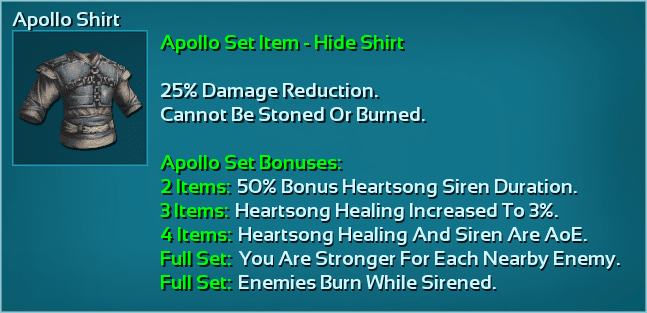 Apollo Shirt
Apollo Set Item - Hide Shirt
25% Damage Reduction.
Cannot Be Stoned Or Burned.
Apollo Set Bonuses:
2 Items: 50% Bonus Heartsong Siren Duration.
3 Items: Heartsong Healing Increased To 3%.
4 Items: Heartsong Healing And Siren Are AoE.
Full Set: You Are Stronger For Each Nearby Enemy.
Full Set: Enemies Burn While Sirened.